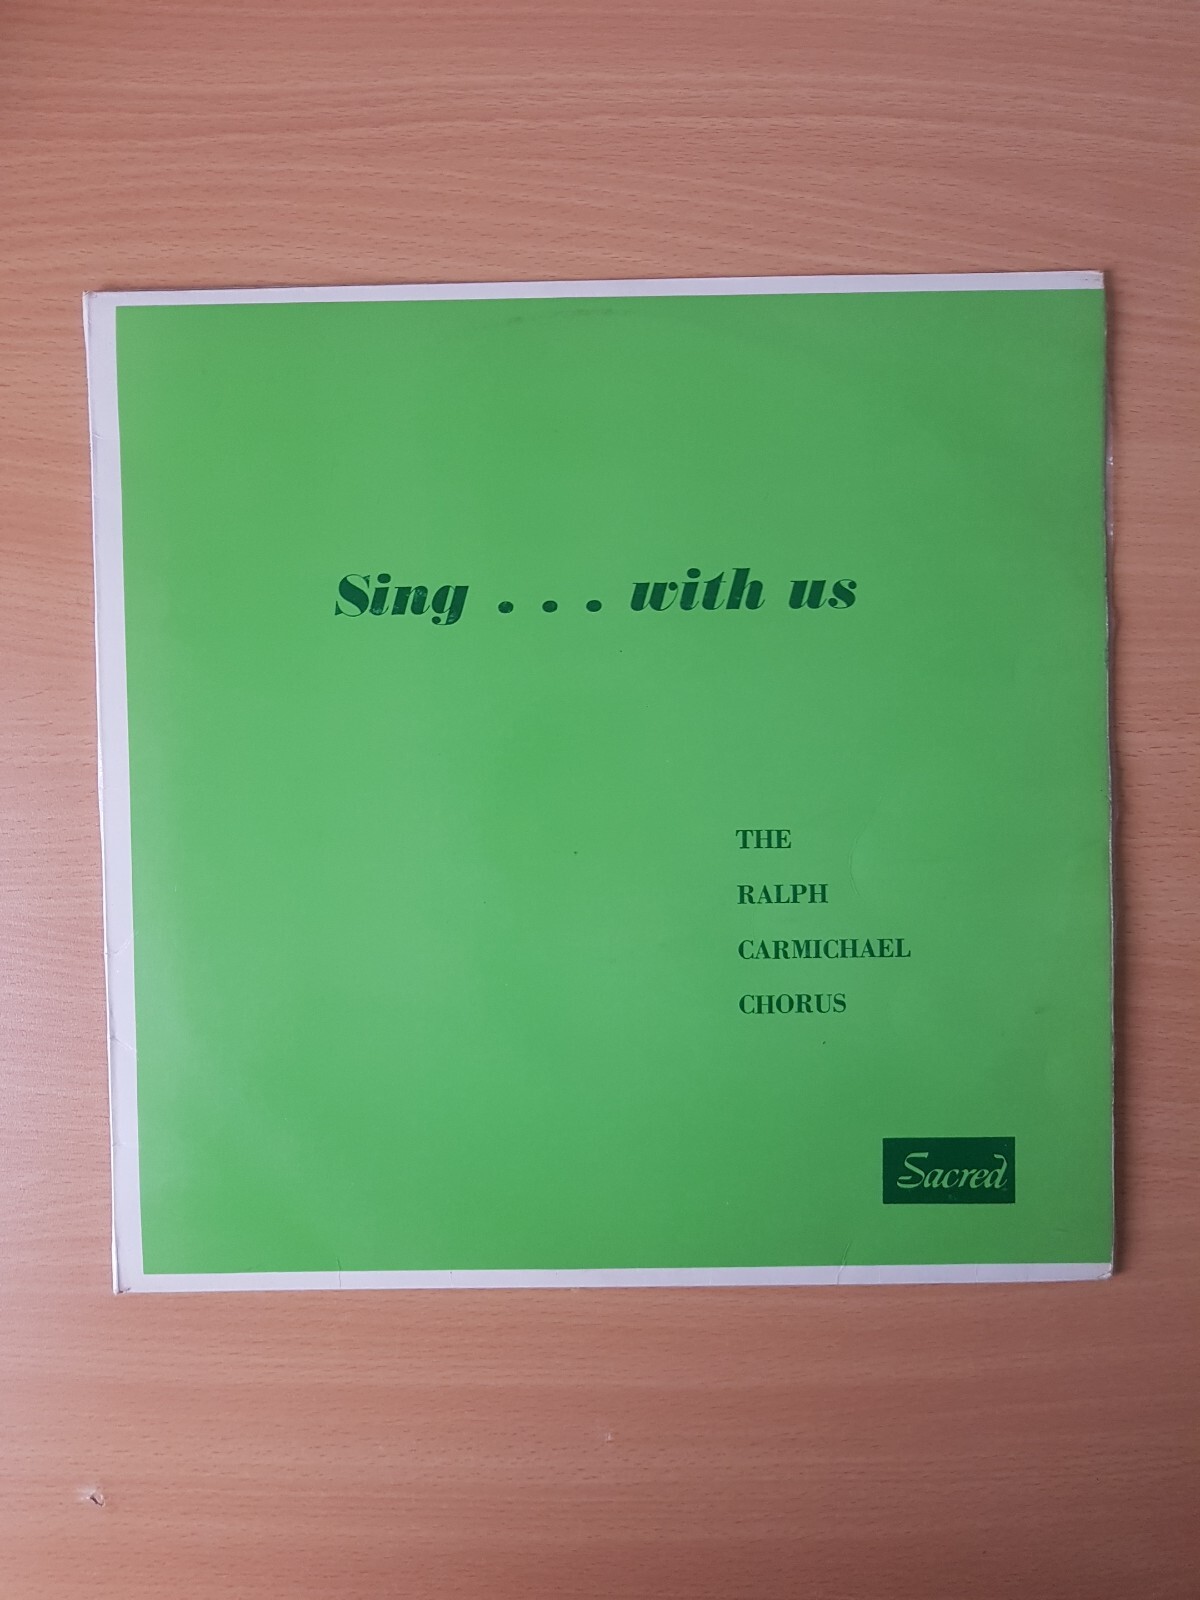 Sing . . . with us
THE
RALPH
CARMICHAEL
CHORUS
Sacred